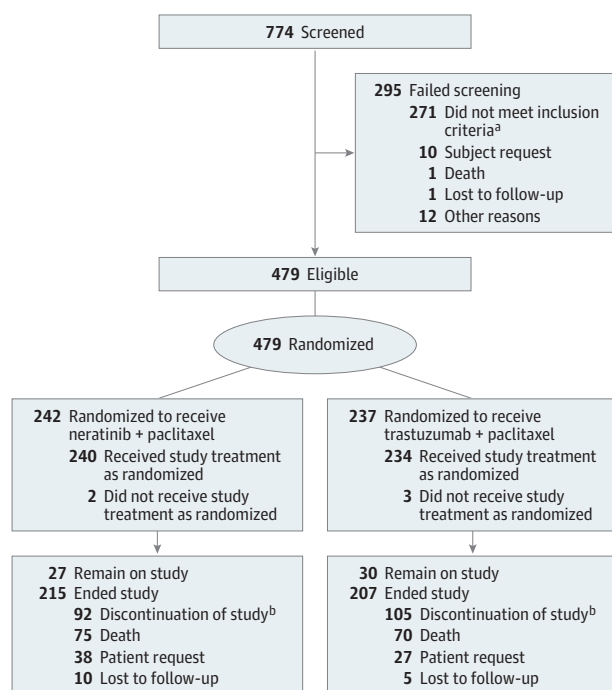 774 Screened
295 Failed screening
271 Did not meet inclusion
criteriaa
10 Subject request
1 Death
1 Lost to follow-up
12 Other reasons
479 Eligible
479 Randomized
242 Randomized to receive
neratinib + paclitaxel
240 Received study treatment
as randomized
2 Did not receive study
treatment as randomized
237 Randomized to receive
trastuzumab + paclitaxel
234 Received study treatment
as randomized
3 Did not receive study
treatment as randomized
27 Remain on study
215 Ended study
92 Discontinuation of studyb
75 Death
38 Patient request
10 Lost to follow-up
30 Remain on study
207 Ended study
105 Discontinuation of studyb
70 Death
27 Patient request
5 Lost to follow-up